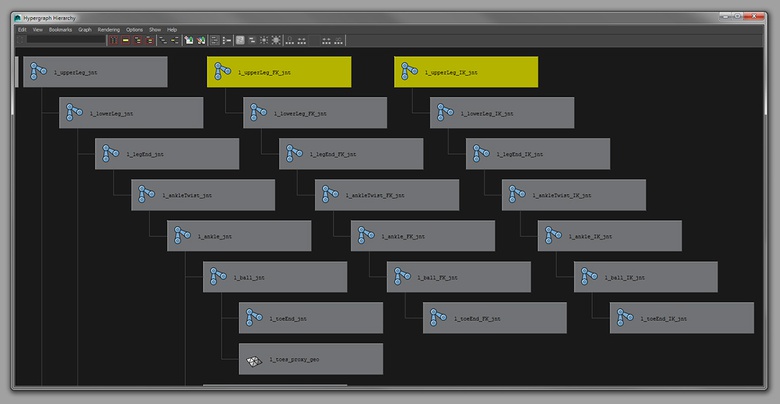 Hypergraph Hierarchy
Edit View Bookmarks Graph Rendering Options Show Help
l_upperLeg_jnt l_upperLeg_FK_jnt l_upperLeg_IK_jnt
l_lowerLeg_jnt l_lowerLeg_FK_jnt l_lowerLeg_IK_jnt
l_legEnd_jnt l_legEnd_FK_jnt l_legEnd_IK_jnt
l_ankleTwist_jnt l_ankleTwist_FK_jnt l_ankleTwist_IK_jnt
l_ankle_jnt l_ankle_FK_jnt l_ankle_IK_jnt
l_ball_jnt l_ball_FK_jnt l_ball_IK_jnt
l_toeEnd_jnt l_toeEnd_FK_jnt l_toeEnd_IK_jnt
l_toes_proxy_geo